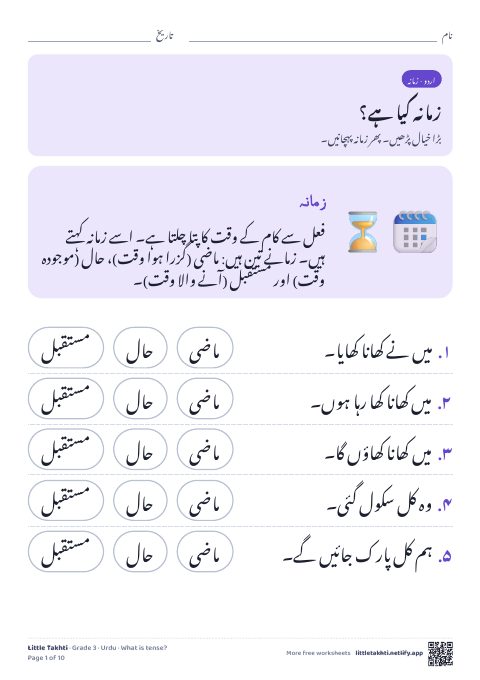 نام تاریخ
اردو · زمانہ
زمانہ کیا ہے؟
بڑا خیال پڑھیں۔ پھر زمانہ پہچانیں۔
زمانہ
فعل سے کام کے وقت کا پتا چلتا ہے۔ اسے زمانہ کہتے
ہیں۔ زمانے تین ہیں: ماضی (گزرا ہوا وقت)، حال (موجودہ
وقت) اور مستقبل (آنے والا وقت)۔
۱. میں نے کھانا کھایا۔ ماضی حال مستقبل
۲. میں کھانا کھا رہا ہوں۔ ماضی حال مستقبل
۳. میں کھانا کھاؤں گا۔ ماضی حال مستقبل
۴. وہ کل سکول گئی۔ ماضی حال مستقبل
۵. ہم کل پارک جائیں گے۔ ماضی حال مستقبل
Little Takhti · Grade 3 · Urdu · What is tense?
Page 1 of 10
More free worksheets littletakhti.netlify.app